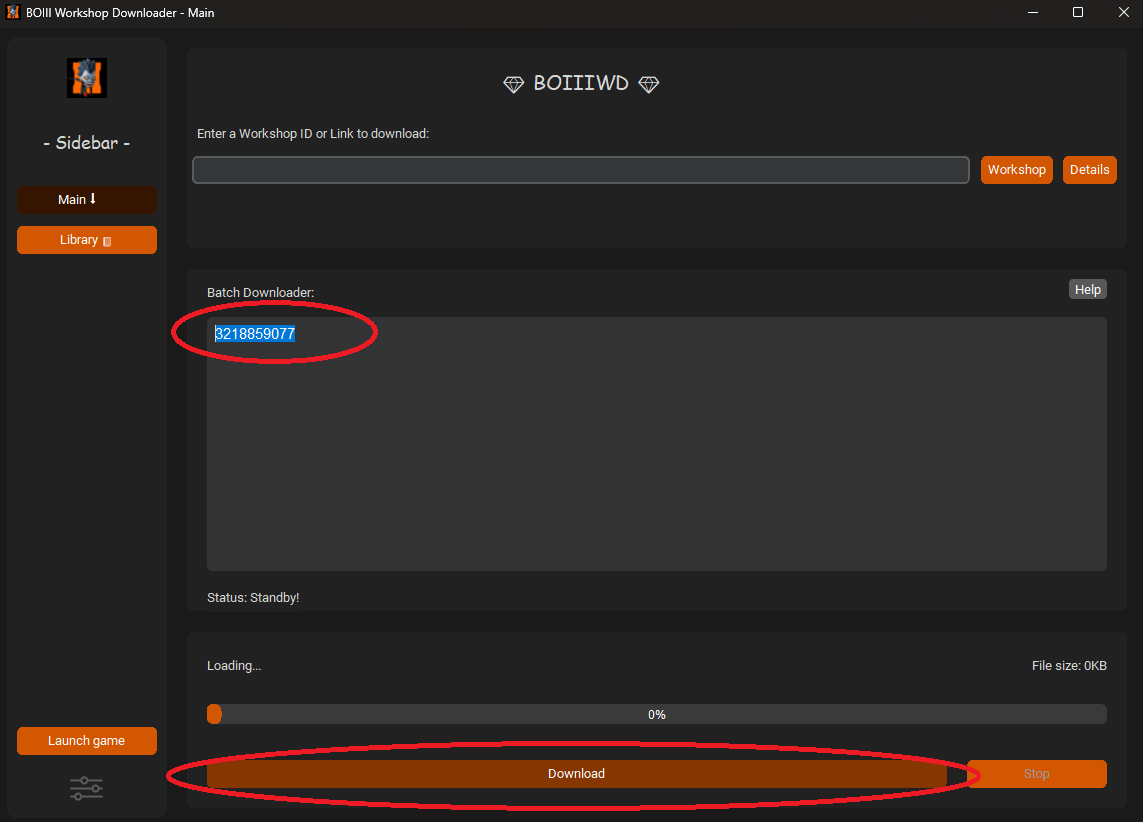 BOIII Workshop Downloader - Main
BOIIIWD
Enter a Workshop ID or Link to download:
- Sidebar -
Workshop
Details
Main
Library
Batch Downloader:
Help
3218859077
Status: Standby!
Loading...
File size: 0KB
0%
Launch game
Download
Stop